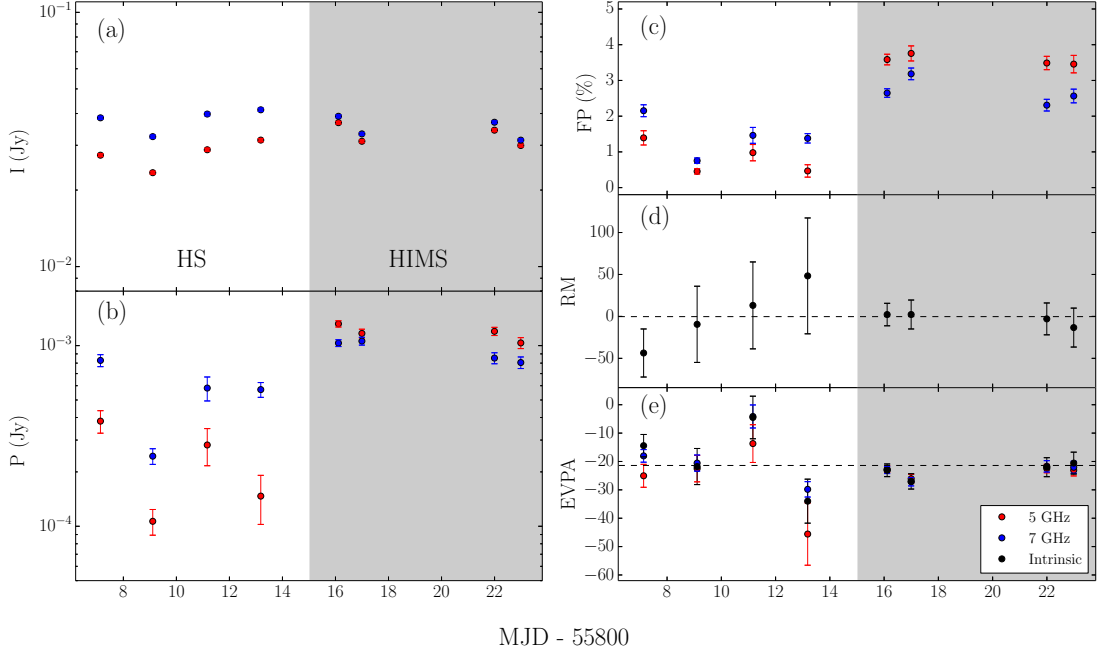 (a)
10⁻¹
10⁻²
I (Jy)
HS
HIMS
(b)
10⁻³
10⁻⁴
P (Jy)
8 10 12 14 16 18 20 22
(c)
5
4
3
2
1
0
FP (%)
(d)
100
50
0
−50
RM
(e)
0
−10
−20
−30
−40
−50
−60
EVPA
5 GHz
7 GHz
Intrinsic
8 10 12 14 16 18 20 22
MJD - 55800